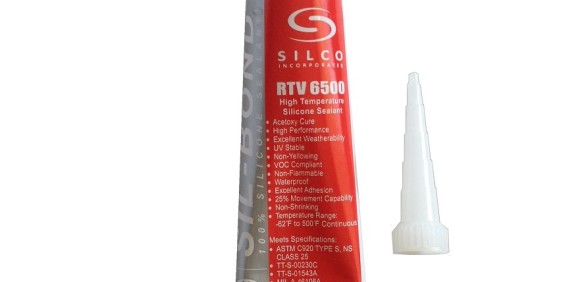 SILCO
INCORPORATED
RTV 6500
High Temperature
Silicone Sealant
• Acetoxy Cure
• High Performance
• Excellent Weatherability
• UV Stable
• Non-Yellowing
• VOC Compliant
• Non-Flammable
• Waterproof
• Excellent Adhesion
• 25% Movement Capability
• Non-Shrinking
• Temperature Range:
-62°F to 500°F Continuous
Meets Specifications:
• ASTM C920 TYPE S, NS
CLASS 25
• TT-S-00230C
• TT-S-01543A
SIL-BOND
100% SILICONE